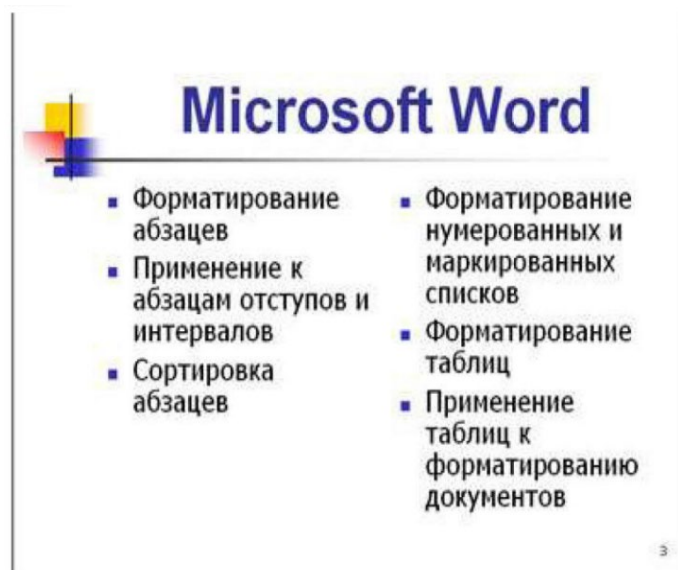 Microsoft Word
Форматирование
абзацев
Применение к
абзацам отступов и
интервалов
Сортировка
абзацев
Форматирование
нумерованных и
маркированных
списков
Форматирование
таблиц
Применение
таблиц к
форматированию
документов
3